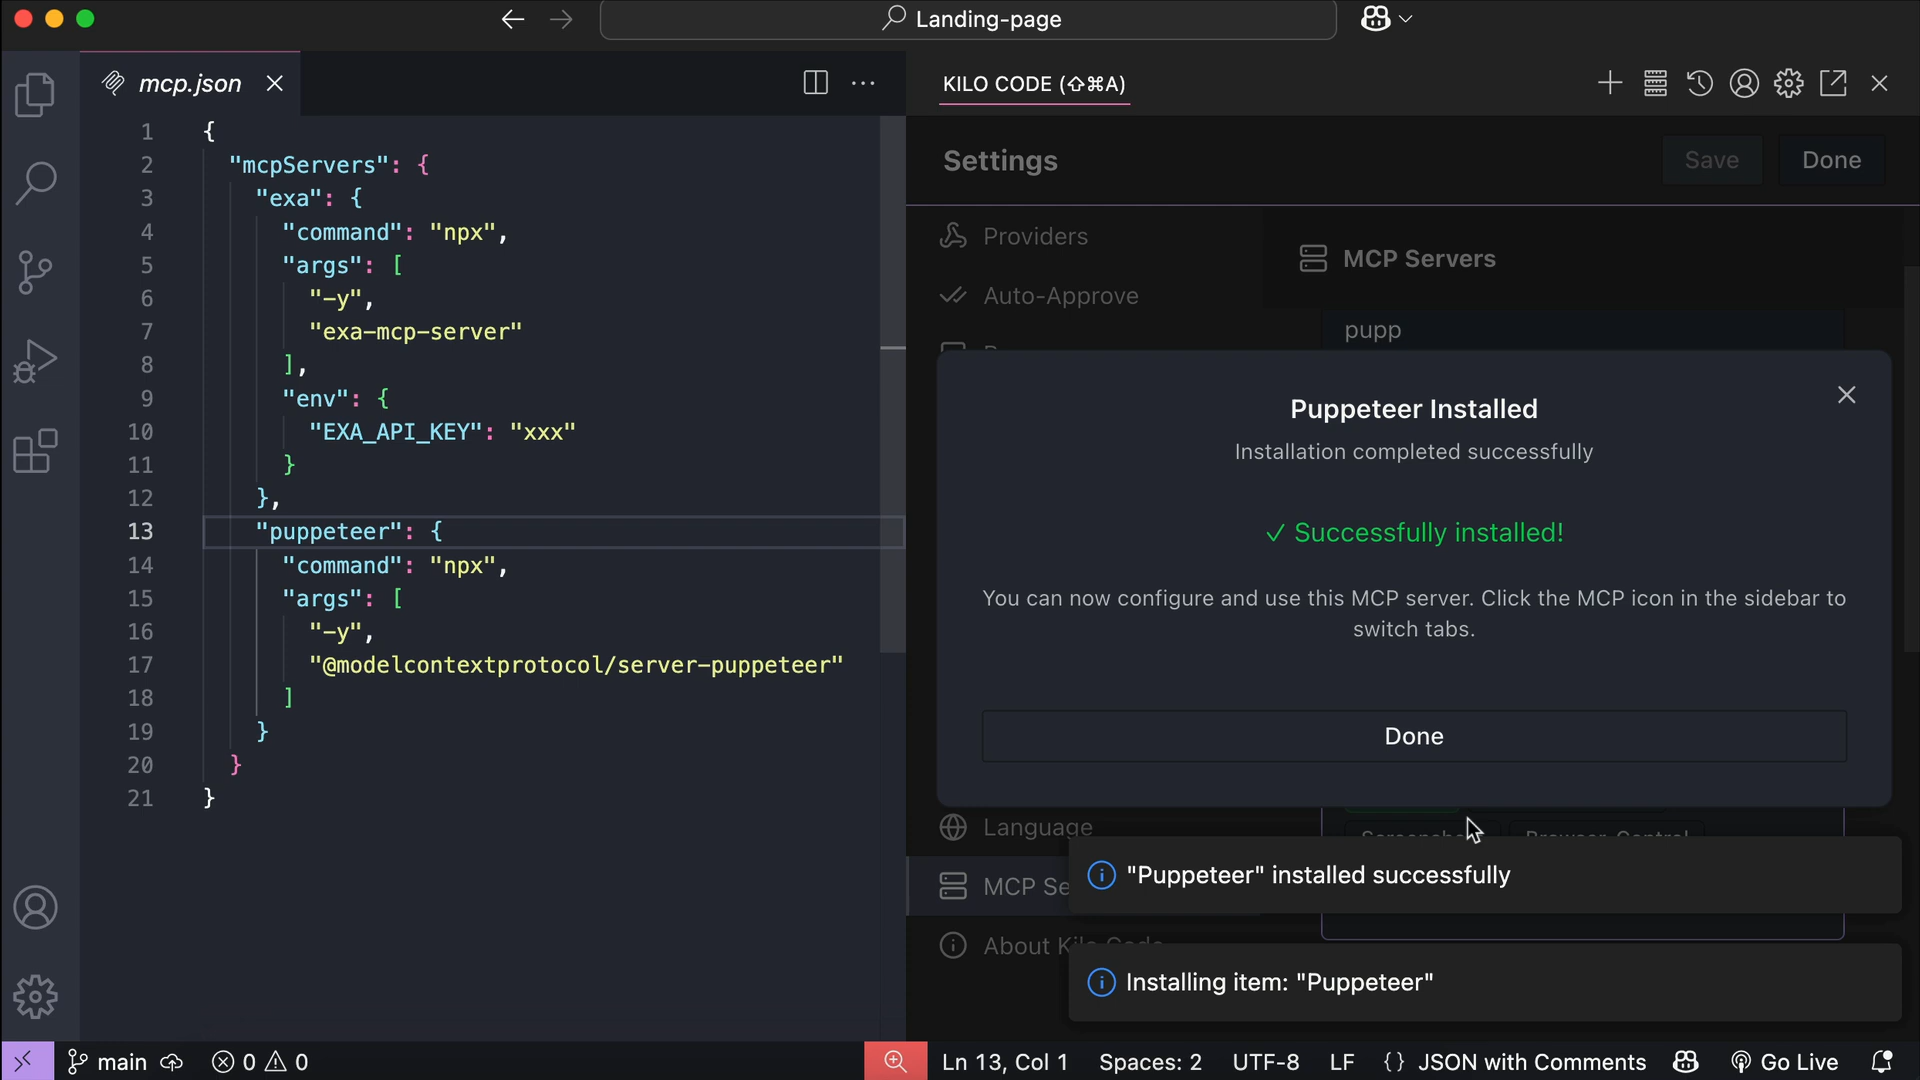 Landing-page
mcp.json
1 {
2 "mcpServers": {
3 "exa": {
4 "command": "npx",
5 "args": [
6 "-y",
7 "exa-mcp-server"
8 ],
9 "env": {
10 "EXA_API_KEY": "xxx"
11 }
12 },
13 "puppeteer": {
14 "command": "npx",
15 "args": [
16 "-y",
17 "@modelcontextprotocol/server-puppeteer"
18 ]
19 }
20 }
21 }
KILO CODE (⇧⌘A)
Settings
Save
Done
Providers
Auto-Approve
MCP Servers
pupp
Puppeteer Installed
Installation completed successfully
✓ Successfully installed!
You can now configure and use this MCP server. Click the MCP icon in the sidebar to
switch tabs.
Done
Language
Browser Control
MCP Se
About Kilo Code
"Puppeteer" installed successfully
Installing item: "Puppeteer"
main
0
0
Ln 13, Col 1
Spaces: 2
UTF-8
LF
{} JSON with Comments
Go Live